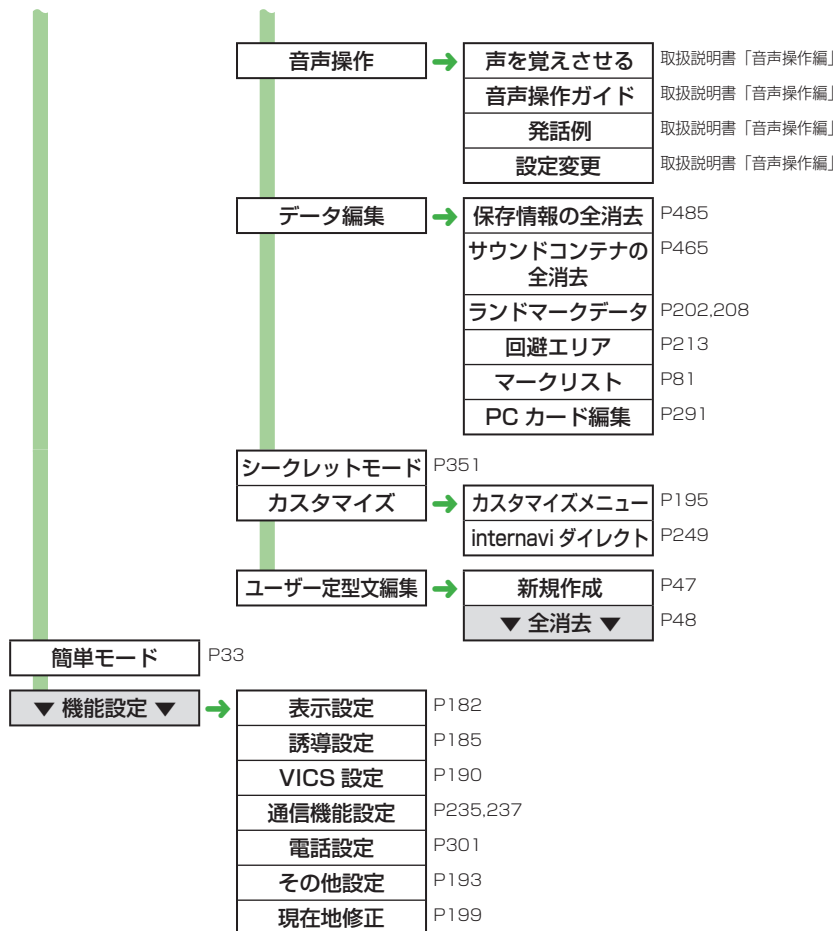 音声操作
声を覚えさせる 取扱説明書「音声操作編」
音声操作ガイド 取扱説明書「音声操作編」
発話例 取扱説明書「音声操作編」
設定変更 取扱説明書「音声操作編」
データ編集
保存情報の全消去 P485
サウンドコンテナの P465
全消去
ランドマークデータ P202,208
回避エリア P213
マークリスト P81
PC カード編集 P291
シークレットモード P351
カスタマイズ
カスタマイズメニュー P195
internavi ダイレクト P249
ユーザー定型文編集
新規作成 P47
▼ 全消去 ▼ P48
簡単モード P33
▼ 機能設定 ▼
表示設定 P182
誘導設定 P185
VICS 設定 P190
通信機能設定 P235,237
電話設定 P301
その他設定 P193
現在地修正 P199